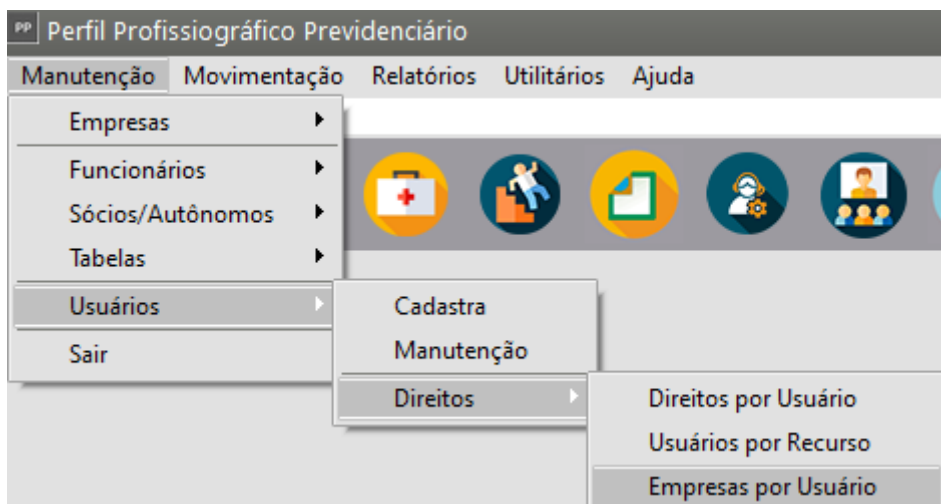 PP Perfil Profissiográfico Previdenciário
Manutenção Movimentação Relatórios Utilitários Ajuda
Empresas
Funcionários
Sócios/Autônomos
Tabelas
Usuários
Sair
Cadastra
Manutenção
Direitos
Direitos por Usuário
Usuários por Recurso
Empresas por Usuário